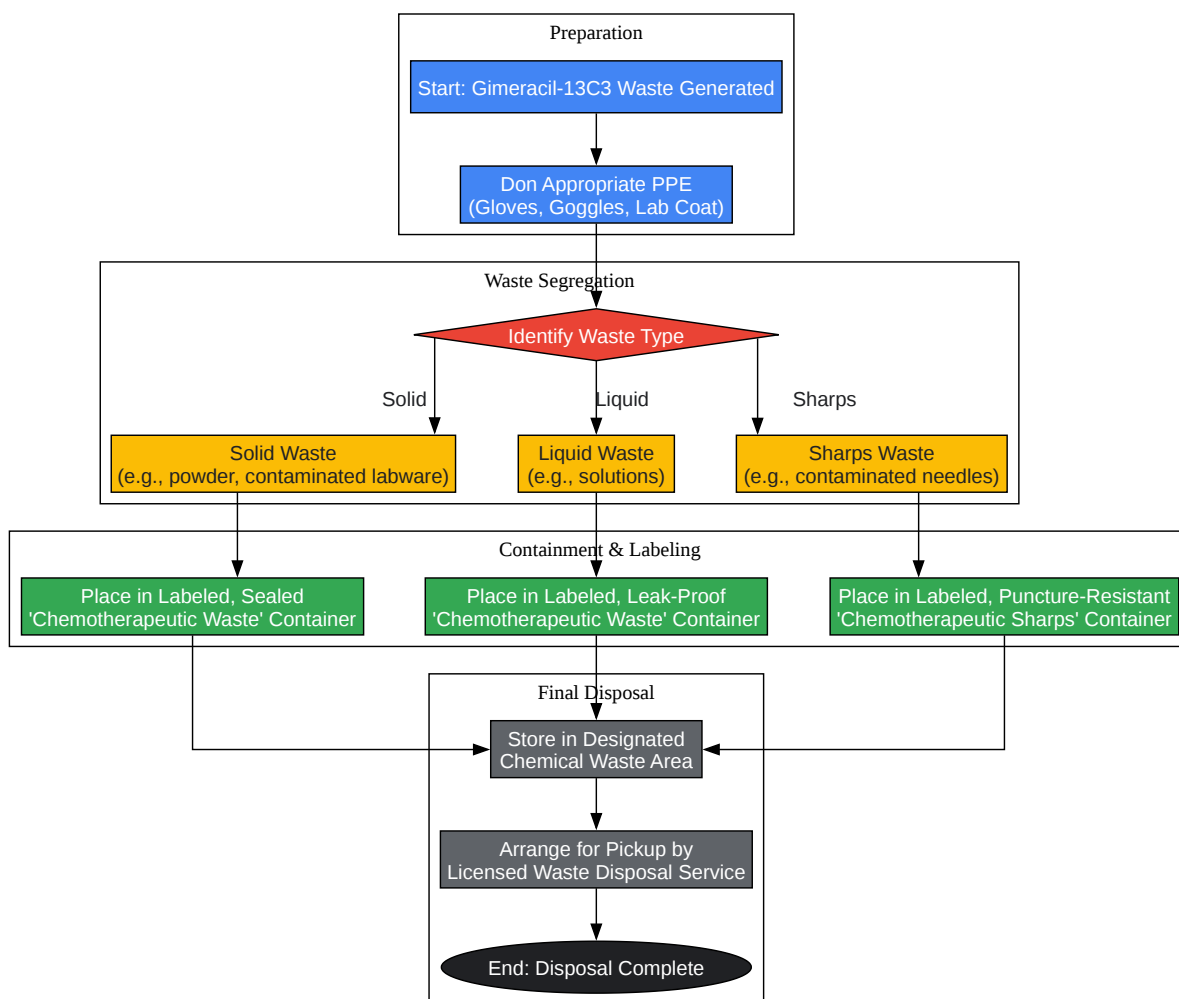 Preparation
Start: Gimeracil-13C3 Waste Generated
Don Appropriate PPE
(Gloves, Goggles, Lab Coat)
Waste Segregation
Identify Waste Type
Solid
Liquid
Sharps
Solid Waste
(e.g., powder, contaminated labware)
Liquid Waste
(e.g., solutions)
Sharps Waste
(e.g., contaminated needles)
Containment & Labeling
Place in Labeled, Sealed
'Chemotherapeutic Waste' Container
Place in Labeled, Leak-Proof
'Chemotherapeutic Waste' Container
Place in Labeled, Puncture-Resistant
'Chemotherapeutic Sharps' Container
Final Disposal
Store in Designated
Chemical Waste Area
Arrange for Pickup by
Licensed Waste Disposal Service
End: Disposal Complete